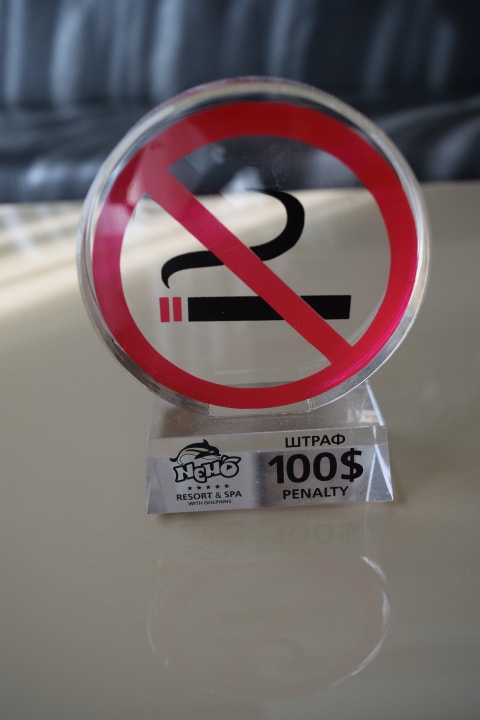 NEMO
RESORT & SPA
WITH DOLPHINS
ШТРАФ
100$
PENALTY